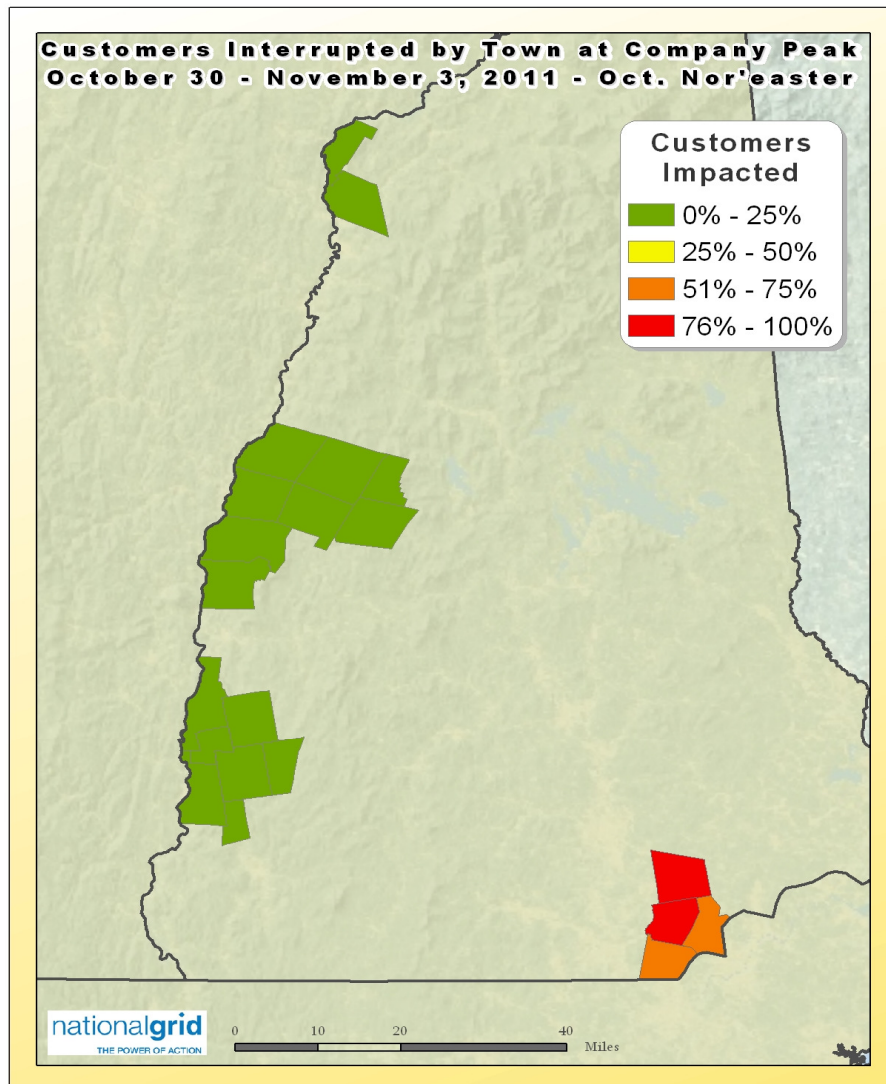 Customers Interrupted by Town at Company Peak
October 30 - November 3, 2011 - Oct. Nor'easter
Customers
Impacted
0% - 25%
25% - 50%
51% - 75%
76% - 100%
nationalgrid
THE POWER OF ACTION
0 10 20 40
Miles